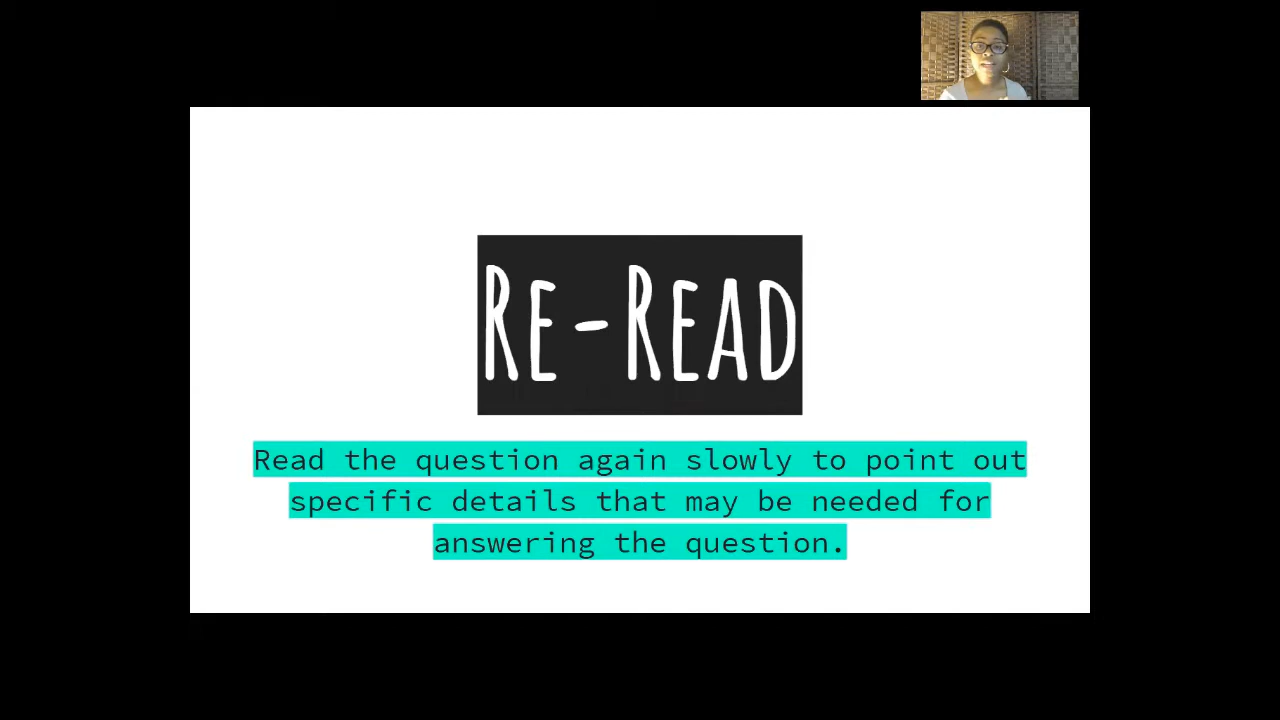 RE-READ
Read the question again slowly to point out
specific details that may be needed for
answering the question.